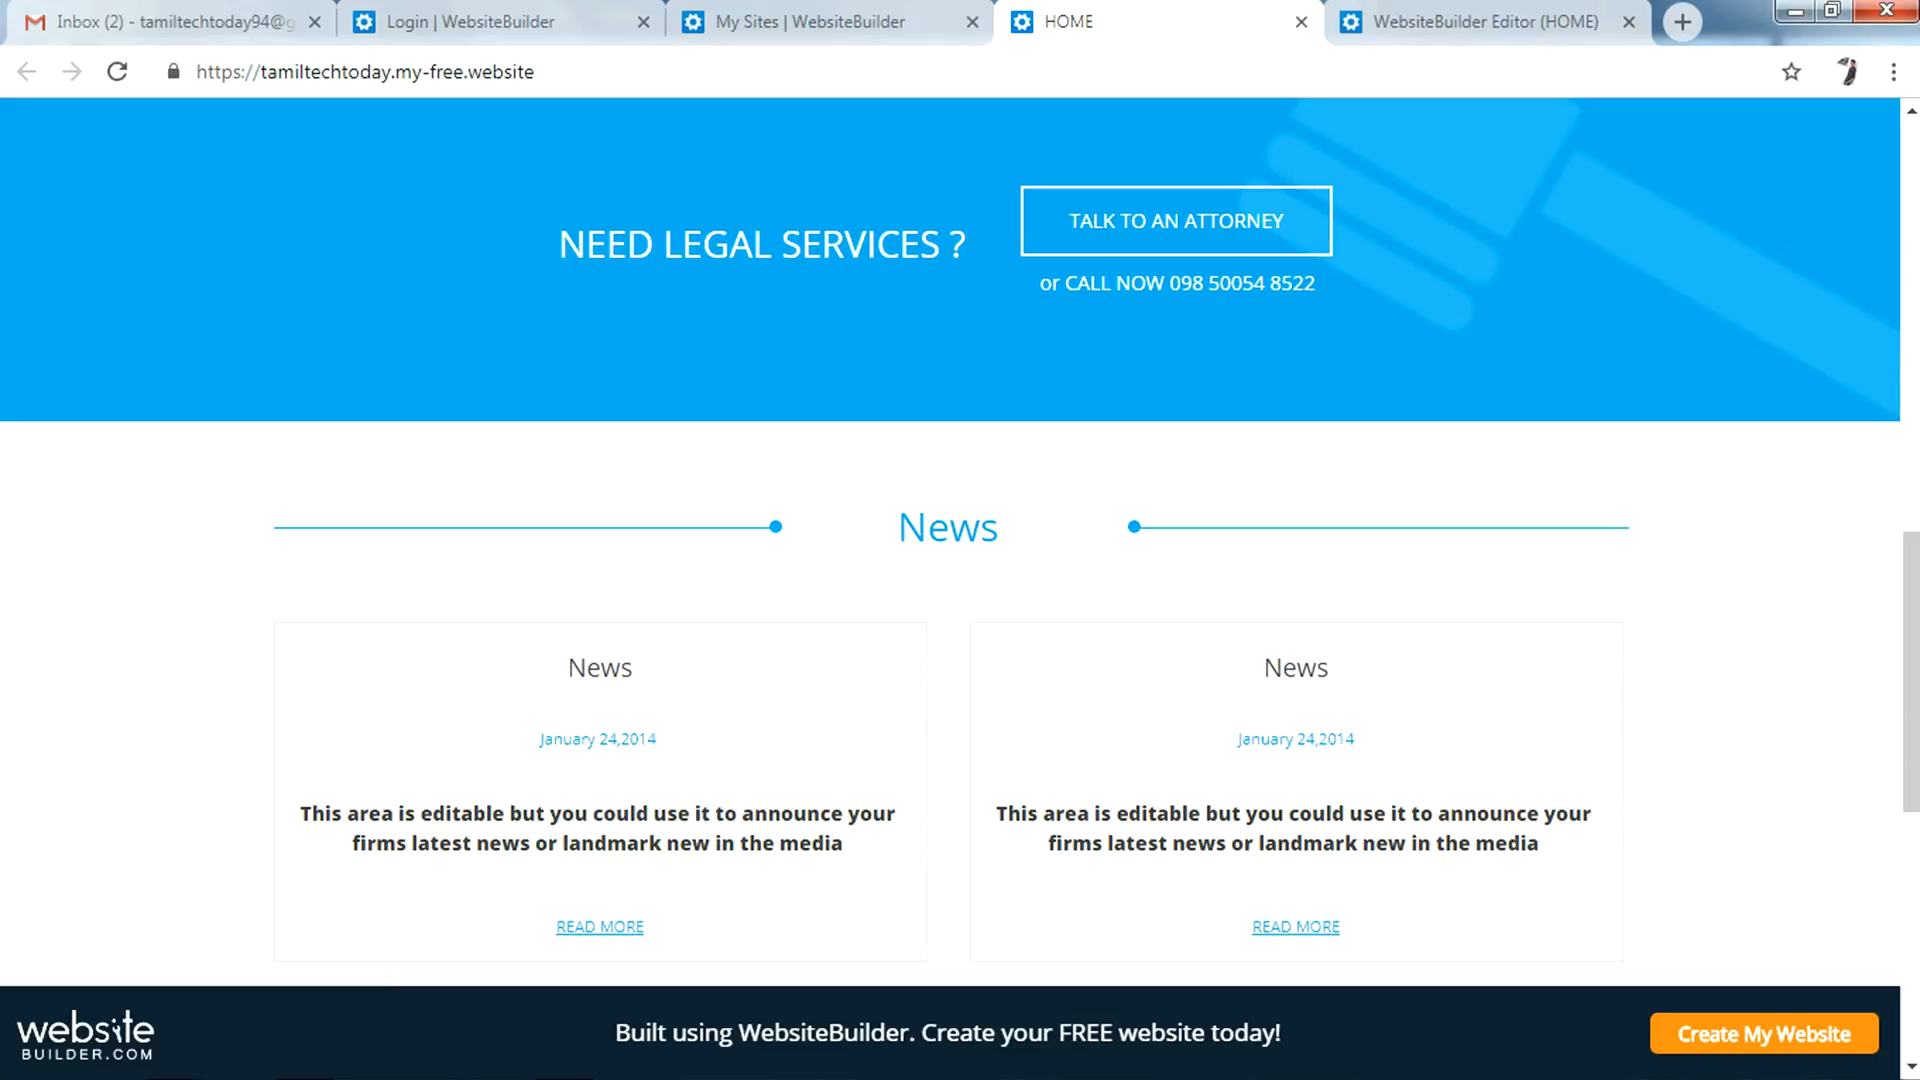 Inbox (2) - tamiltechtoday94@g
Login | WebsiteBuilder
My Sites | WebsiteBuilder
HOME
WebsiteBuilder Editor (HOME)
https://tamiltechtoday.my-free.website
NEED LEGAL SERVICES ?
TALK TO AN ATTORNEY
or CALL NOW 098 50054 8522
News
News
January 24,2014
This area is editable but you could use it to announce your
firms latest news or landmark new in the media
READ MORE
News
January 24,2014
This area is editable but you could use it to announce your
firms latest news or landmark new in the media
READ MORE
website
BUILDER.COM
Built using WebsiteBuilder. Create your FREE website today!
Create My Website